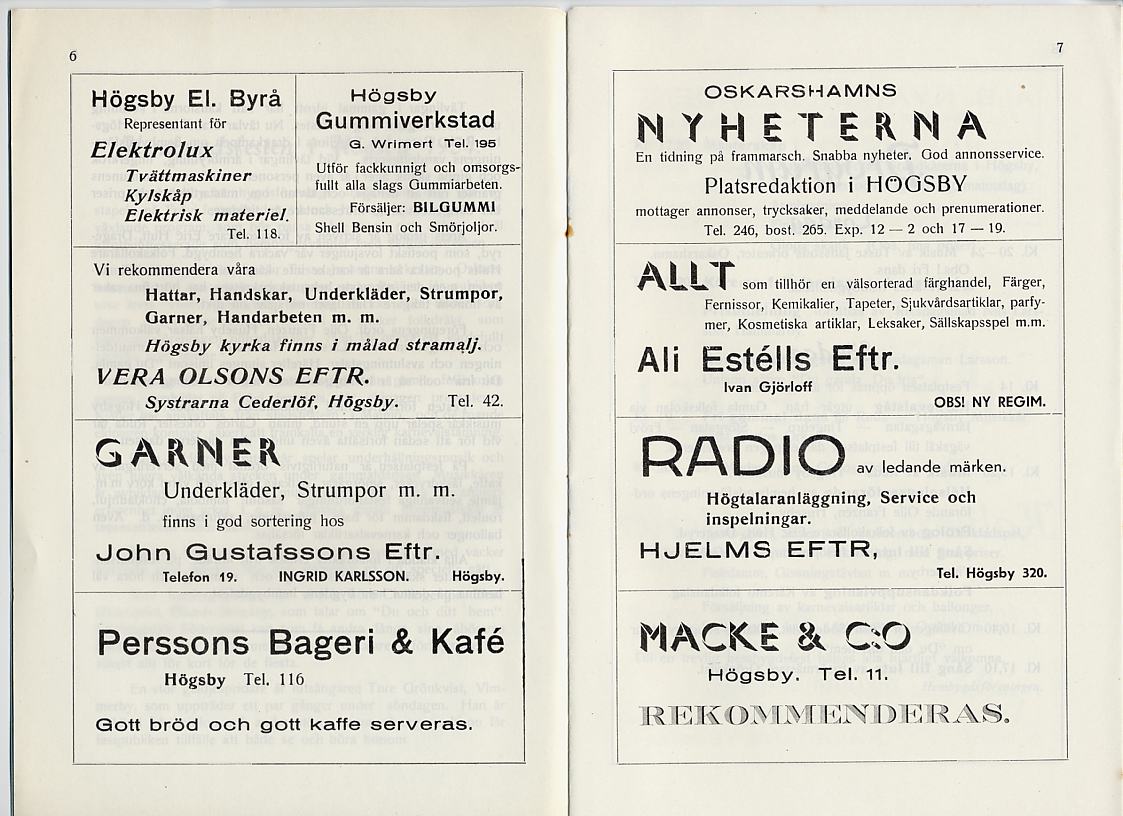 6
Högsby El. Byrå
Representant för
Elektrolux
Tvättmaskiner
Kylskåp
Elektrisk materiel.
Tel. 118.
Högsby
Gummiverkstad
G. Wrimert Tel. 195
Utför fackkunnigt och omsorgs-
fullt alla slags Gummiarbeten.
Försäljer: BILGUMMI
Shell Bensin och Smörjoljor.
Vi rekommendera våra
Hattar, Handskar, Underkläder, Strumpor,
Garner, Handarbeten m. m.
Högsby kyrka finns i målad stramalj.
VERA OLSONS EFTR.
Systrarna Cederlöf, Högsby. Tel. 42.
GARNER
Underkläder, Strumpor m. m.
finns i god sortering hos
John Gustafssons Eftr.
Telefon 19. INGRID KARLSSON. Högsby.
Perssons Bageri & Kafé
Högsby Tel. 116
Gott bröd och gott kaffe serveras.
7
OSKARSHAMNS
NYHETERNA
En tidning på frammarsch. Snabba nyheter. God annonsservice.
Platsredaktion i HÖGSBY
mottager annonser, trycksaker, meddelande och prenumerationer.
Tel. 246, bost. 265. Exp. 12 — 2 och 17 — 19.
ALLT som tillhör en välsorterad färghandel, Färger,
Fernissor, Kemikalier, Tapeter, Sjukvårdsartiklar, parfy-
mer, Kosmetiska artiklar, Leksaker, Sällskapsspel m.m.
Ali Estélls Eftr.
Ivan Gjörloff
OBS! NY REGIM.
RADIO av ledande märken.
Högtalaranläggning, Service och
inspelningar.
HJELMS EFTR,
Tel. Högsby 320.
MACKE & C:O
Högsby. Tel. 11.
REKOMMENDERAS.